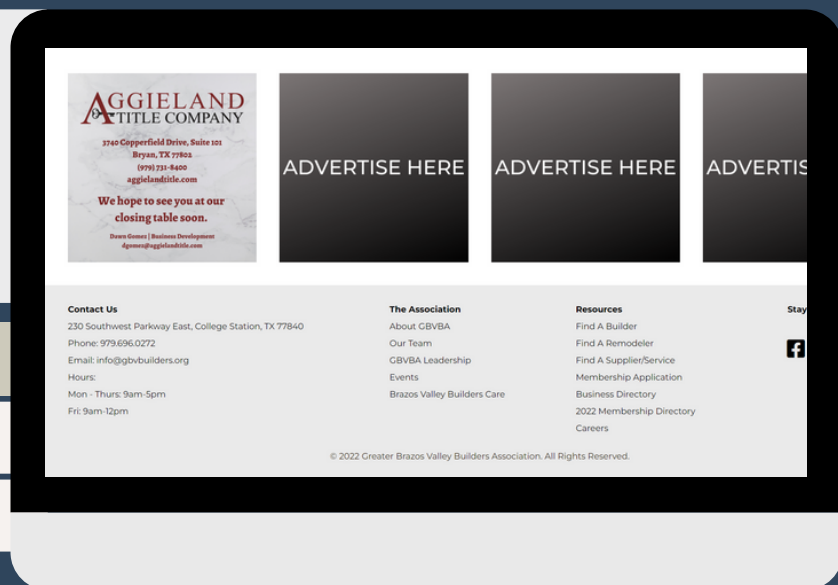 AGGIELAND
TITLE COMPANY
3740 Copperfield Drive, Suite 101
Bryan, TX 77802
(979) 731-8400
aggielandtitle.com
We hope to see you at our
closing table soon.
Dawn Gomez | Business Development
dgomez@aggielandtitle.com
ADVERTISE HERE
ADVERTISE HERE
ADVERTIS
Contact Us
230 Southwest Parkway East, College Station, TX 77840
Phone: 979.696.0272
Email: info@gbvbuilders.org
Hours:
Mon - Thurs: 9am-5pm
Fri: 9am-12pm
The Association
About GBVBA
Our Team
GBVBA Leadership
Events
Brazos Valley Builders Care
Resources
Find A Builder
Find A Remodeler
Find A Supplier/Service
Membership Application
Business Directory
2022 Membership Directory
Careers
Stay
© 2022 Greater Brazos Valley Builders Association. All Rights Reserved.